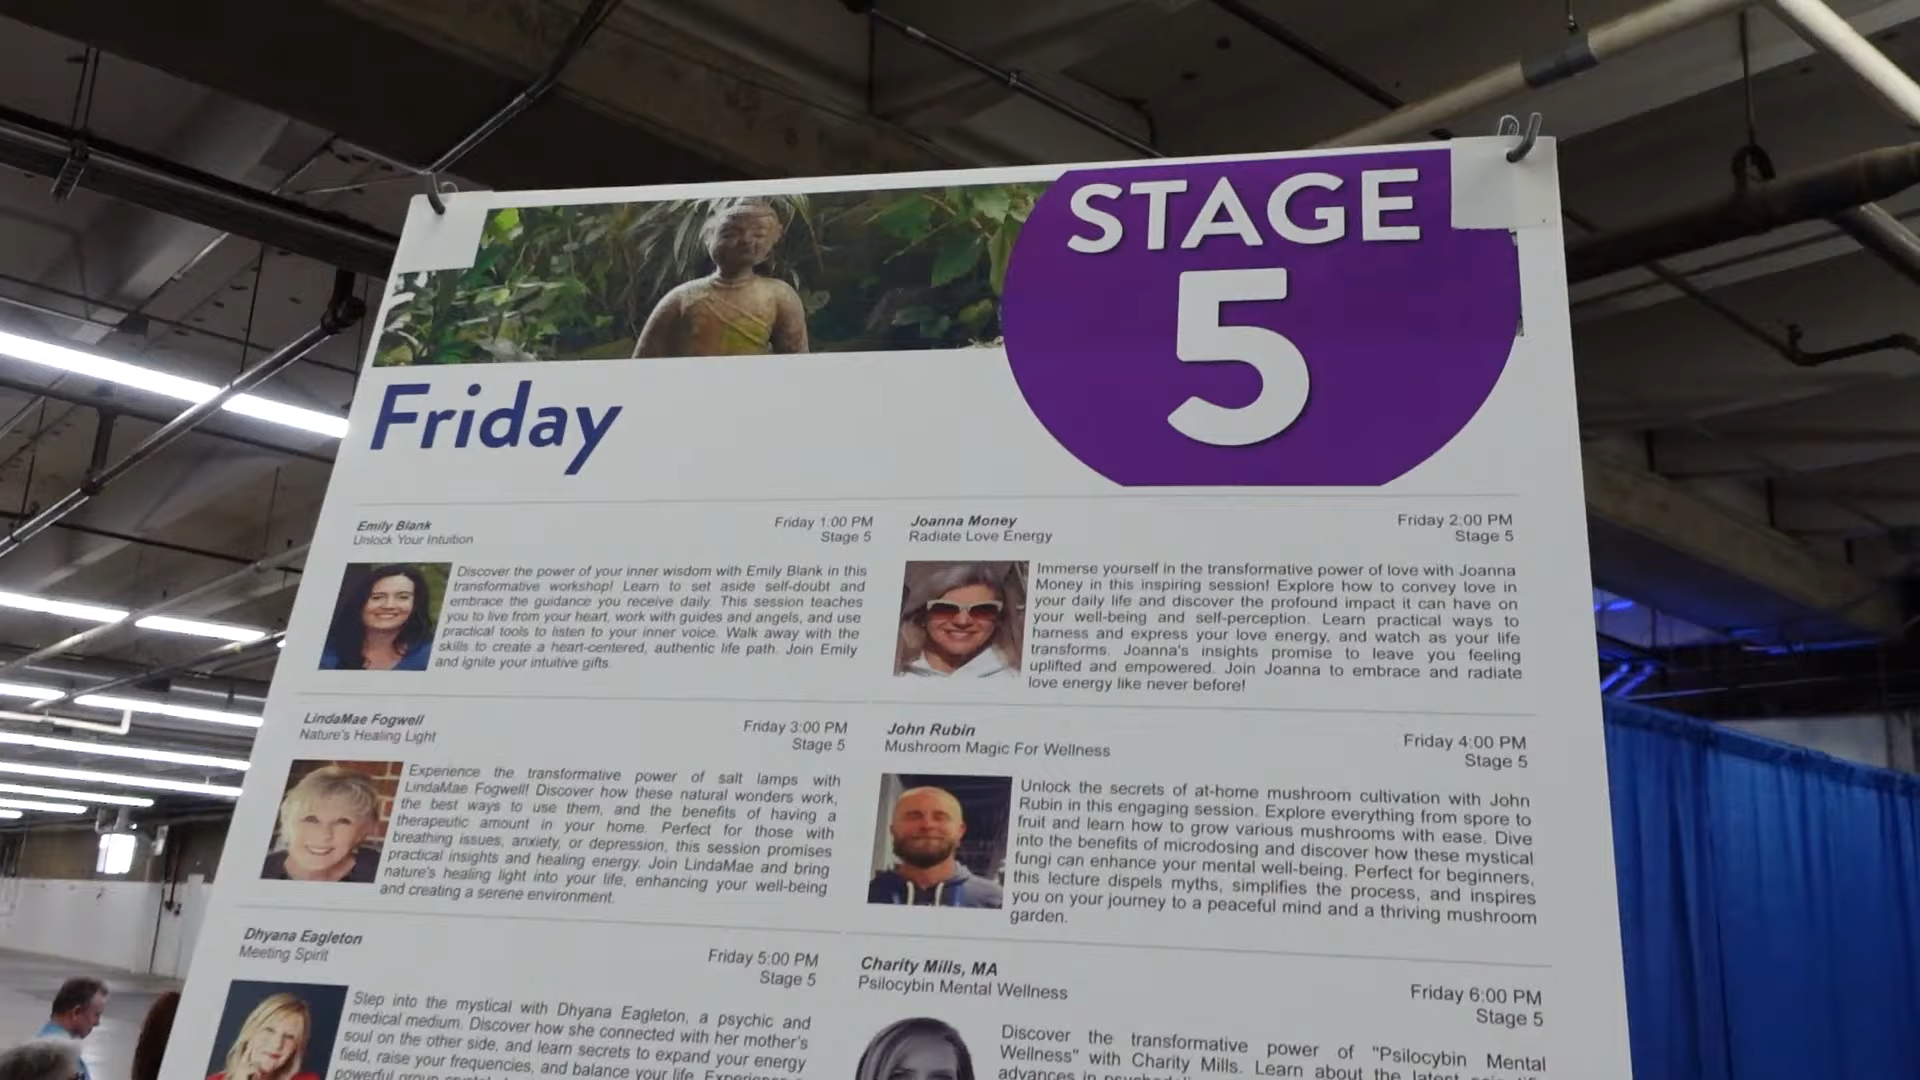 STAGE
5
Friday
Emily Blank
Unlock Your Intuition
Friday 1:00 PM
Stage 5
Discover the power of your inner wisdom with Emily Blank in this
transformative workshop! Learn to set aside self-doubt and
embrace the guidance you receive daily. This session teaches
you to live from your heart, work with guides and angels, and use
practical tools to listen to your inner voice. Walk away with the
skills to create a heart-centered, authentic life path. Join Emily
and ignite your intuitive gifts.
Joanna Money
Radiate Love Energy
Friday 2:00 PM
Stage 5
Immerse yourself in the transformative power of love with Joanna
Money in this inspiring session! Explore how to convey love in
your daily life and discover the profound impact it can have on
your well-being and self-perception. Learn practical ways to
harness and express your love energy, and watch as your life
transforms. Joanna's insights promise to leave you feeling
uplifted and empowered. Join Joanna to embrace and radiate
love energy like never before!
LindaMae Fogwell
Nature's Healing Light
Friday 3:00 PM
Stage 5
Experience the transformative power of salt lamps with
LindaMae Fogwell! Discover how these natural wonders work,
the best ways to use them, and the benefits of having a
therapeutic amount in your home. Perfect for those with
breathing issues, anxiety, or depression, this session promises
practical insights and healing energy. Join LindaMae and bring
nature's healing light into your life, enhancing your well-being
and creating a serene environment.
John Rubin
Mushroom Magic For Wellness
Friday 4:00 PM
Stage 5
Unlock the secrets of at-home mushroom cultivation with John
Rubin in this engaging session. Explore everything from spore to
fruit and learn how to grow various mushrooms with ease. Dive
into the benefits of microdosing and discover how these mystical
fungi can enhance your mental well-being. Perfect for beginners,
this lecture dispels myths, simplifies the process, and inspires
you on your journey to a peaceful mind and a thriving mushroom
garden.
Dhyana Eagleton
Meeting Spirit
Friday 5:00 PM
Stage 5
Step into the mystical with Dhyana Eagleton, a psychic and
medical medium. Discover how she connected with her mother's
soul on the other side, and learn secrets to expand your energy
field, raise your frequencies, and balance your life. Experience a
powerful group
Charity Mills, MA
Psilocybin Mental Wellness
Friday 6:00 PM
Stage 5
Discover the transformative power of "Psilocybin Mental
Wellness" with Charity Mills. Learn about the latest
advances in